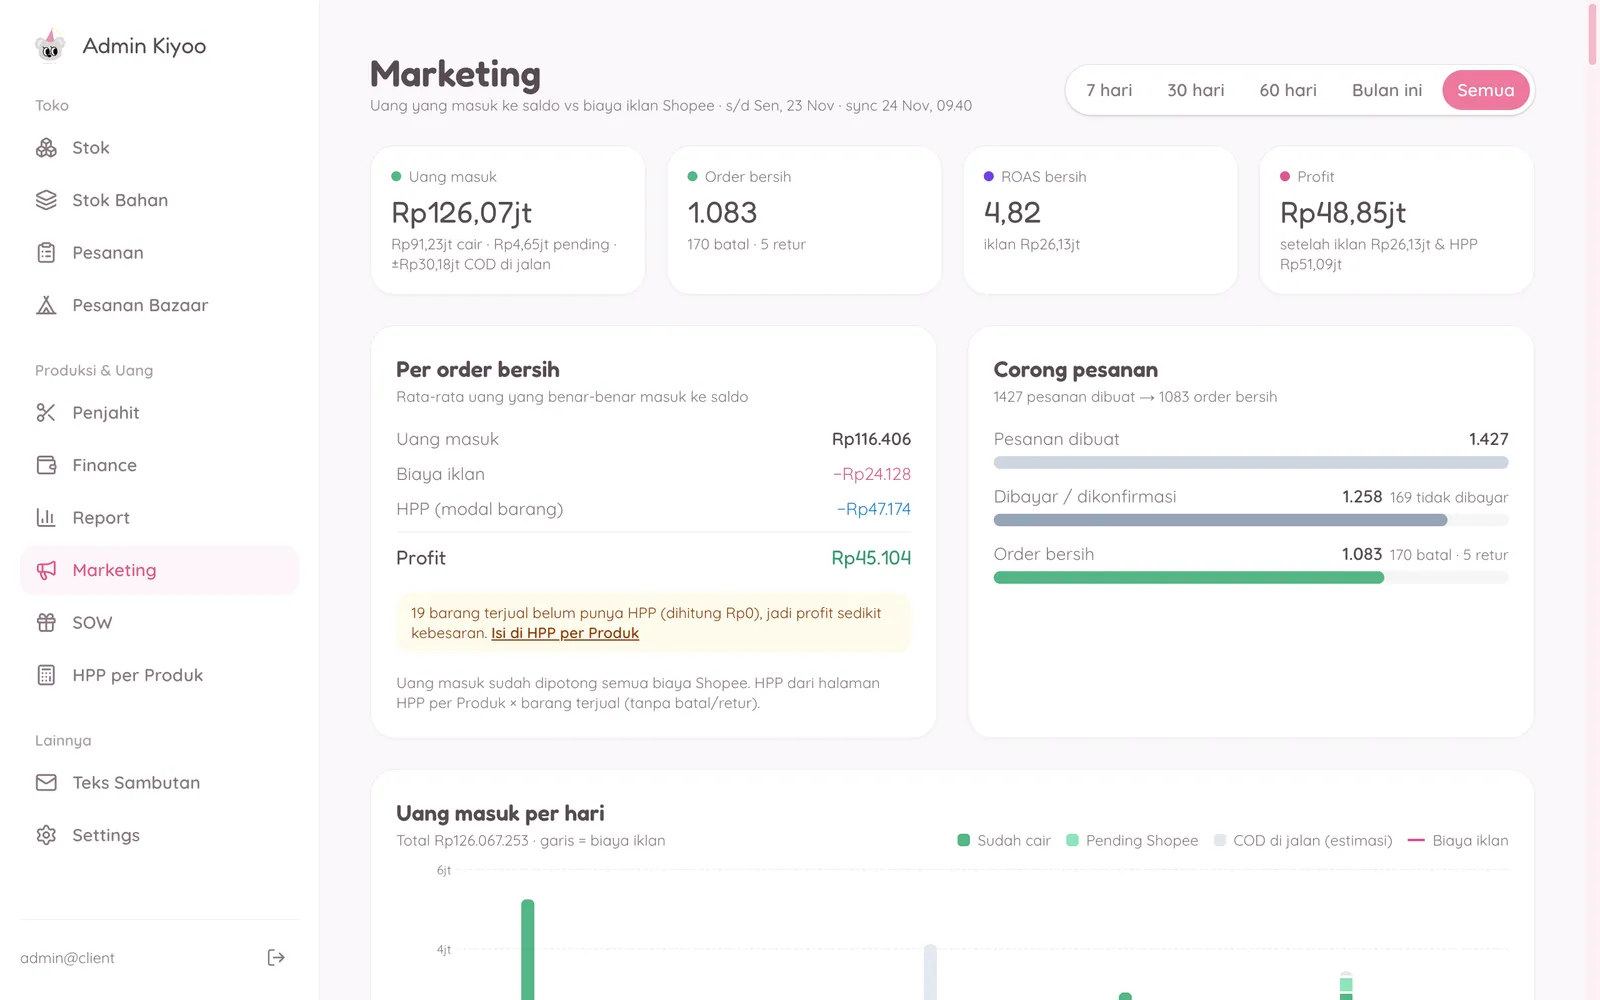 Admin Kiyoo
Toko
Stok
Stok Bahan
Pesanan
Pesanan Bazaar
Produksi & Uang
Penjahit
Finance
Report
Marketing
SOW
HPP per Produk
Lainnya
Teks Sambutan
Settings
admin@client
Marketing
Uang yang masuk ke saldo vs biaya iklan Shopee · s/d Sen, 23 Nov · sync 24 Nov, 09.40
7 hari
30 hari
60 hari
Bulan ini
Semua
Uang masuk
Rp126,07jt
Rp91,23jt cair · Rp4,65jt pending ·
±Rp30,18jt COD di jalan
Order bersih
1.083
170 batal · 5 retur
ROAS bersih
4,82
iklan Rp26,13jt
Profit
Rp48,85jt
setelah iklan Rp26,13jt & HPP
Rp51,09jt
Per order bersih
Rata-rata uang yang benar-benar masuk ke saldo
Uang masuk Rp116.406
Biaya iklan −Rp24.128
HPP (modal barang) −Rp47.174
Profit Rp45.104
19 barang terjual belum punya HPP (dihitung Rp0), jadi profit sedikit
kebesaran. Isi di HPP per Produk
Uang masuk sudah dipotong semua biaya Shopee. HPP dari halaman
HPP per Produk × barang terjual (tanpa batal/retur).
Corong pesanan
1427 pesanan dibuat → 1083 order bersih
Pesanan dibuat 1.427
Dibayar / dikonfirmasi 1.258 169 tidak dibayar
Order bersih 1.083 170 batal · 5 retur
Uang masuk per hari
Total Rp126.067.253 · garis = biaya iklan
Sudah cair
Pending Shopee
COD di jalan (estimasi)
Biaya iklan
6jt
4jt